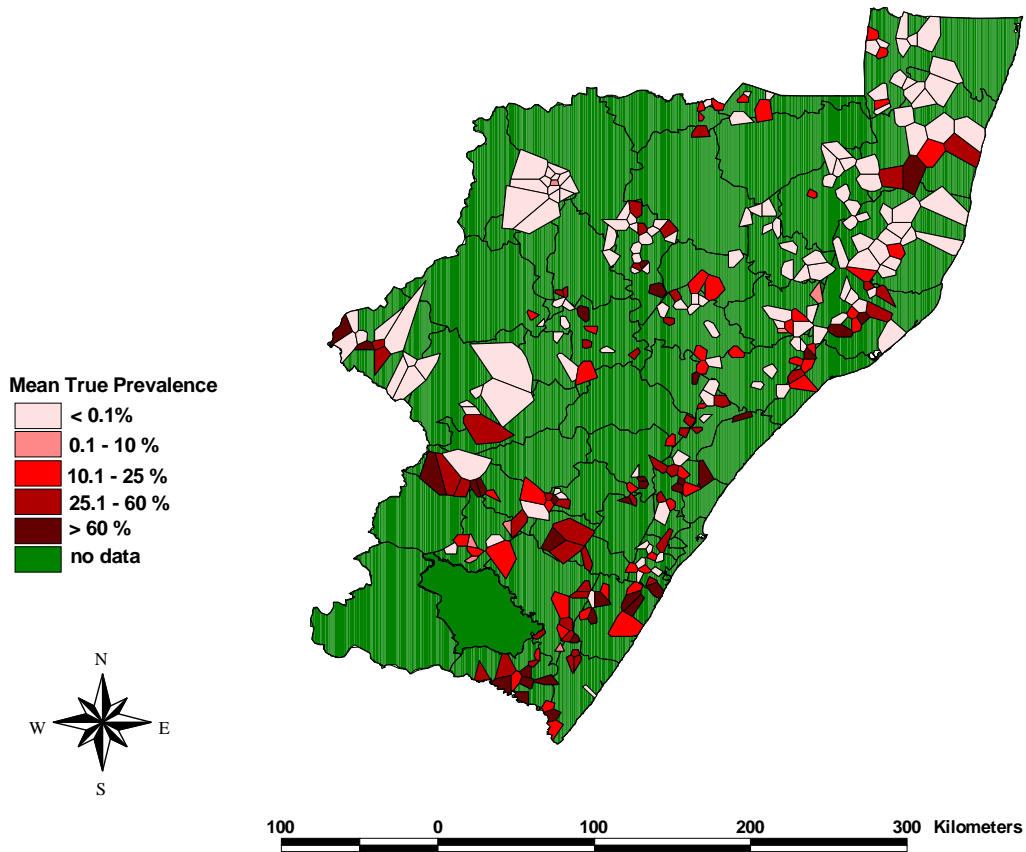 Mean True Prevalence
< 0.1%
0.1 - 10 %
10.1 - 25 %
25.1 - 60 %
> 60 %
no data
N
W E
S
100 0 100 200 300 Kilometers